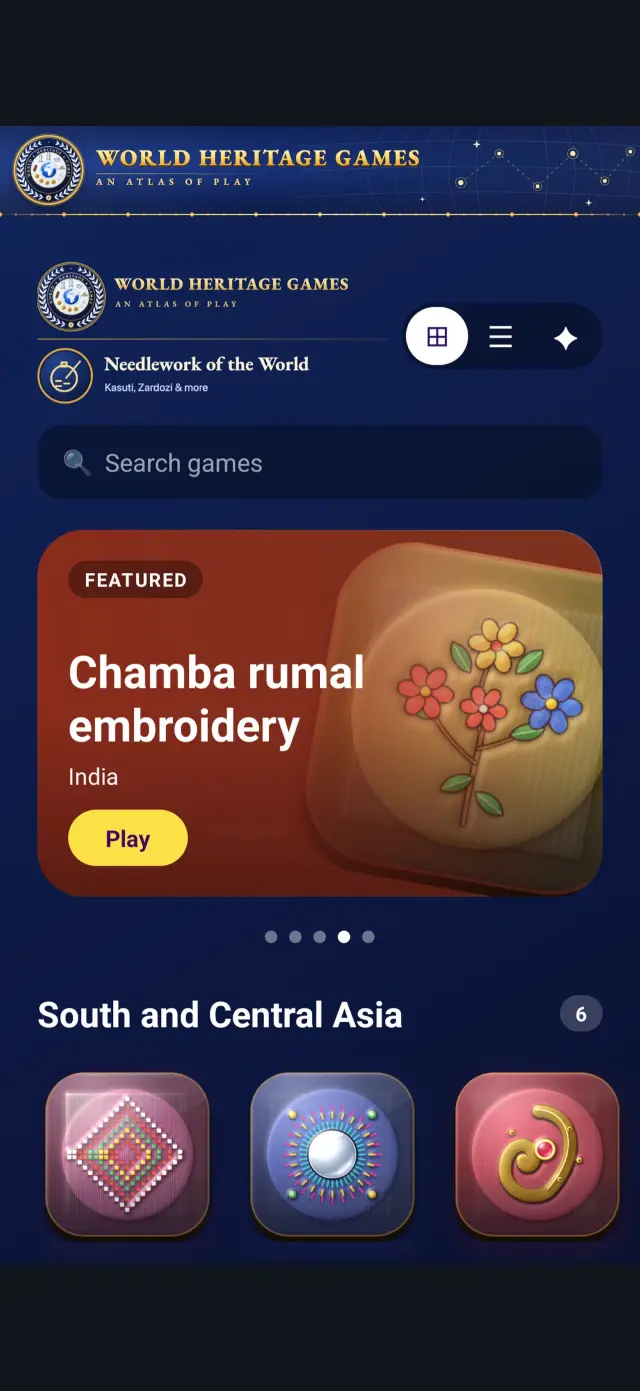 WORLD HERITAGE GAMES
AN ATLAS OF PLAY
WORLD HERITAGE GAMES
AN ATLAS OF PLAY
Needlework of the World
Kasuti, Zardozi & more
Search games
FEATURED
Chamba rumal
embroidery
India
Play
South and Central Asia
6